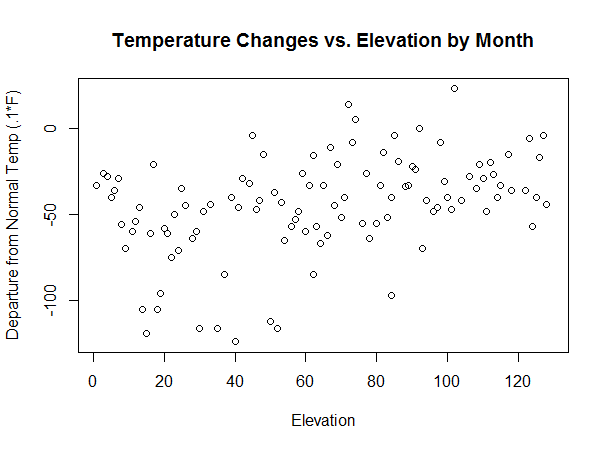 Temperature Changes vs. Elevation by Month
Departure from Normal Temp (.1*F)
0
-50
-100
0 20 40 60 80 100 120
Elevation